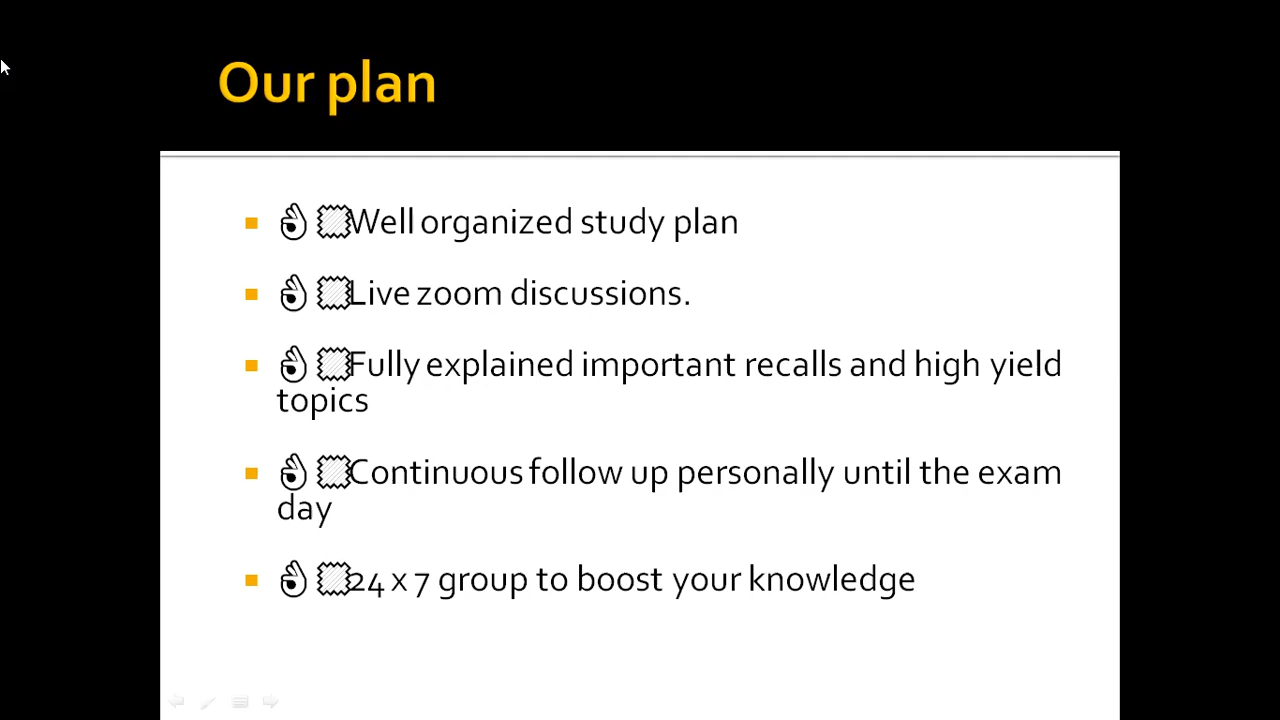 Our plan
👌Well organized study plan
👌Live zoom discussions.
👌Fully explained important recalls and high yield
topics
👌Continuous follow up personally until the exam
day
👌24 x 7 group to boost your knowledge